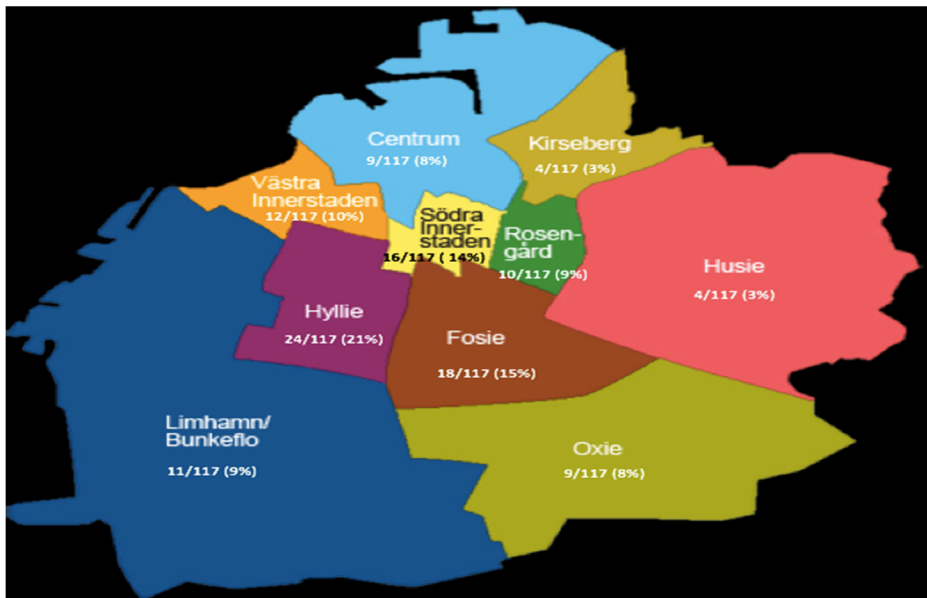 Centrum
9/117 (8%)
Kirseberg
4/117 (3%)
Västra
Innerstaden
12/117 (10%)
Södra
Inner-
staden
16/117 ( 14%)
Rosen-
gård
10/117 (9%)
Husie
4/117 (3%)
Hyllie
24/117 (21%)
Fosie
18/117 (15%)
Limhamn/
Bunkeflo
11/117 (9%)
Oxie
9/117 (8%)